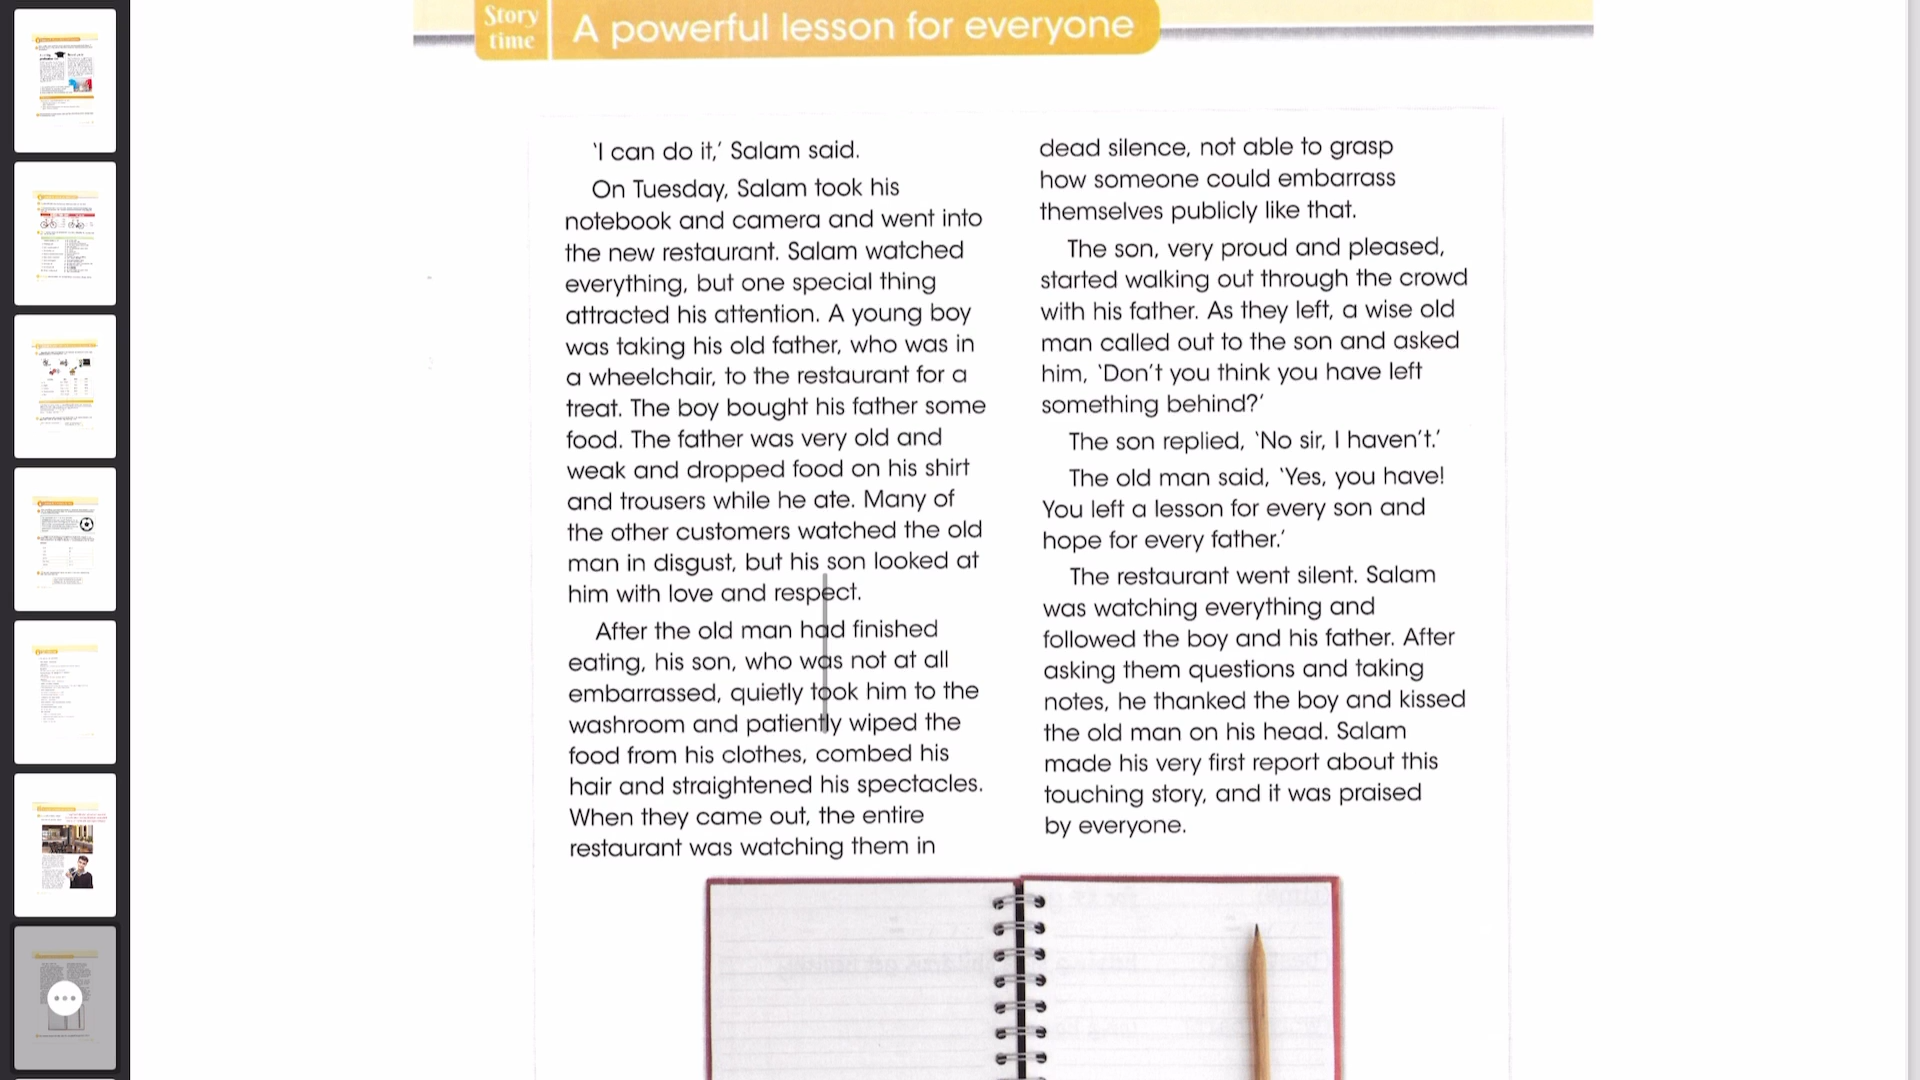 Story
time
A powerful lesson for everyone
‘I can do it,’ Salam said.
On Tuesday, Salam took his
notebook and camera and went into
the new restaurant. Salam watched
everything, but one special thing
attracted his attention. A young boy
was taking his old father, who was in
a wheelchair, to the restaurant for a
treat. The boy bought his father some
food. The father was very old and
weak and dropped food on his shirt
and trousers while he ate. Many of
the other customers watched the old
man in disgust, but his son looked at
him with love and respect.
After the old man had finished
eating, his son, who was not at all
embarrassed, quietly took him to the
washroom and patiently wiped the
food from his clothes, combed his
hair and straightened his spectacles.
When they came out, the entire
restaurant was watching them in
dead silence, not able to grasp
how someone could embarrass
themselves publicly like that.
The son, very proud and pleased,
started walking out through the crowd
with his father. As they left, a wise old
man called out to the son and asked
him, ‘Don’t you think you have left
something behind?’
The son replied, ‘No sir, I haven’t.’
The old man said, ‘Yes, you have!
You left a lesson for every son and
hope for every father.’
The restaurant went silent. Salam
was watching everything and
followed the boy and his father. After
asking them questions and taking
notes, he thanked the boy and kissed
the old man on his head. Salam
made his very first report about this
touching story, and it was praised
by everyone.